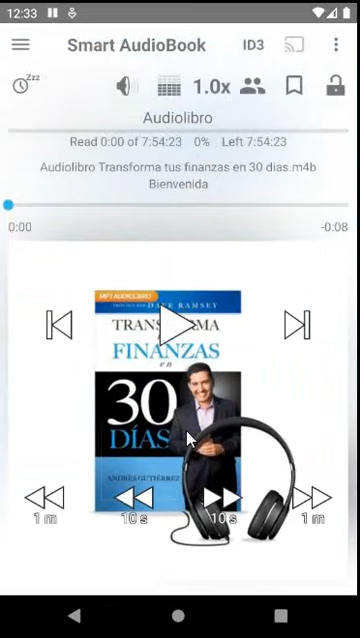 12:33
Smart AudioBook ID3
Zzz 1.0x
Audiolibro
Read 0:00 of 7:54:23 0% Left 7:54:23
Audiolibro Transforma tus finanzas en 30 dias.m4b
Bienvenida
0:00 -0:08
MP3 AUDIOLIBRO
DAVE RAMSEY
TRANSFORMA
TUS
FINANZAS
en
30
DÍAS
ANDRÉS GUTIÉRREZ
1 m 10 s 10 s 1 m